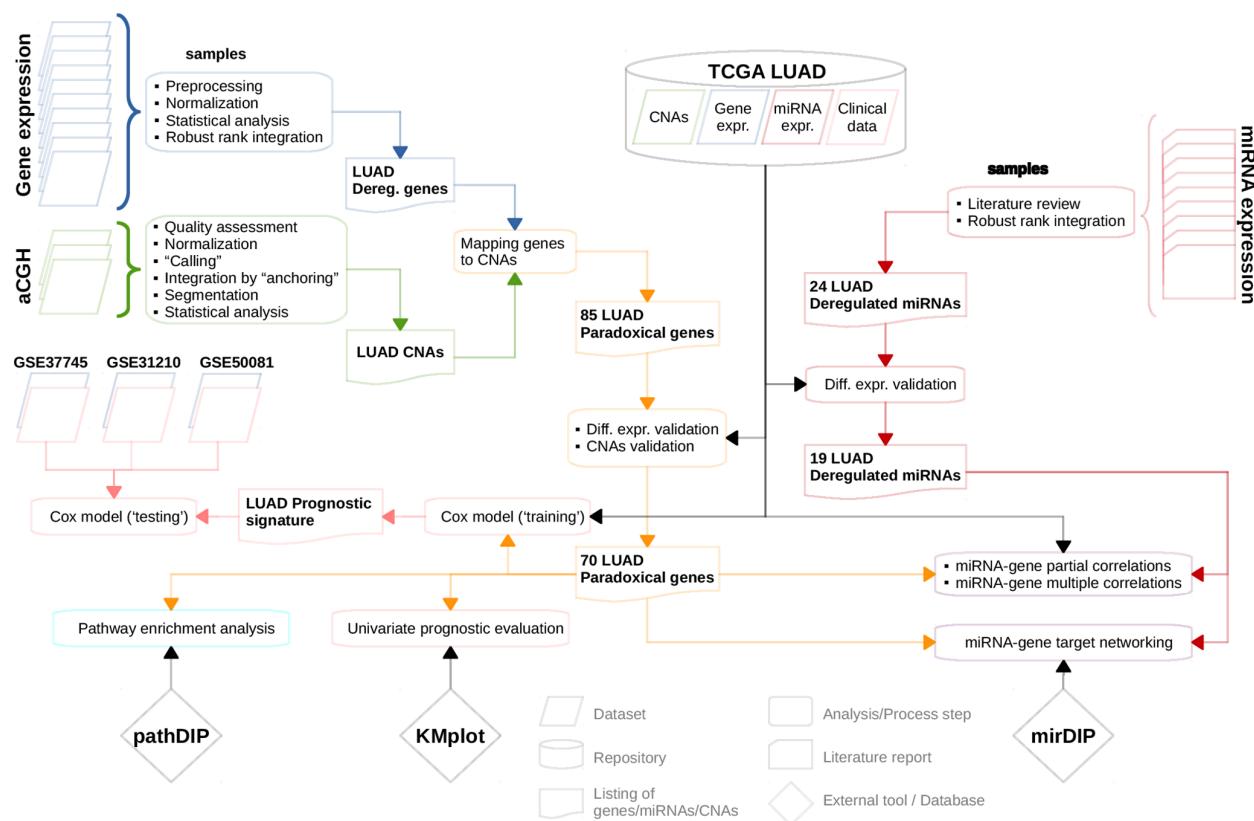 Gene expression
samples
▪ Preprocessing
▪ Normalization
▪ Statistical analysis
▪ Robust rank integration
LUAD
Dereg. genes
aCGH
▪ Quality assessment
▪ Normalization
▪ “Calling”
▪ Integration by “anchoring”
▪ Segmentation
▪ Statistical analysis
LUAD CNAs
Mapping genes
to CNAs
85 LUAD
Paradoxical genes
▪ Diff. expr. validation
▪ CNAs validation
TCGA LUAD
CNAs
Gene
expr.
miRNA
expr.
Clinical
data
miRNA expression
samples
▪ Literature review
▪ Robust rank integration
24 LUAD
Deregulated miRNAs
Diff. expr. validation
19 LUAD
Deregulated miRNAs
GSE37745
GSE31210
GSE50081
Cox model (‘testing’)
LUAD Prognostic
signature
Cox model (‘training’)
70 LUAD
Paradoxical genes
▪ miRNA-gene partial correlations
▪ miRNA-gene multiple correlations
Pathway enrichment analysis
Univariate prognostic evaluation
miRNA-gene target networking
pathDIP
KMplot
mirDIP
Dataset
Repository
Listing of
genes/miRNAs/CNAs
Analysis/Process step
Literature report
External tool / Database